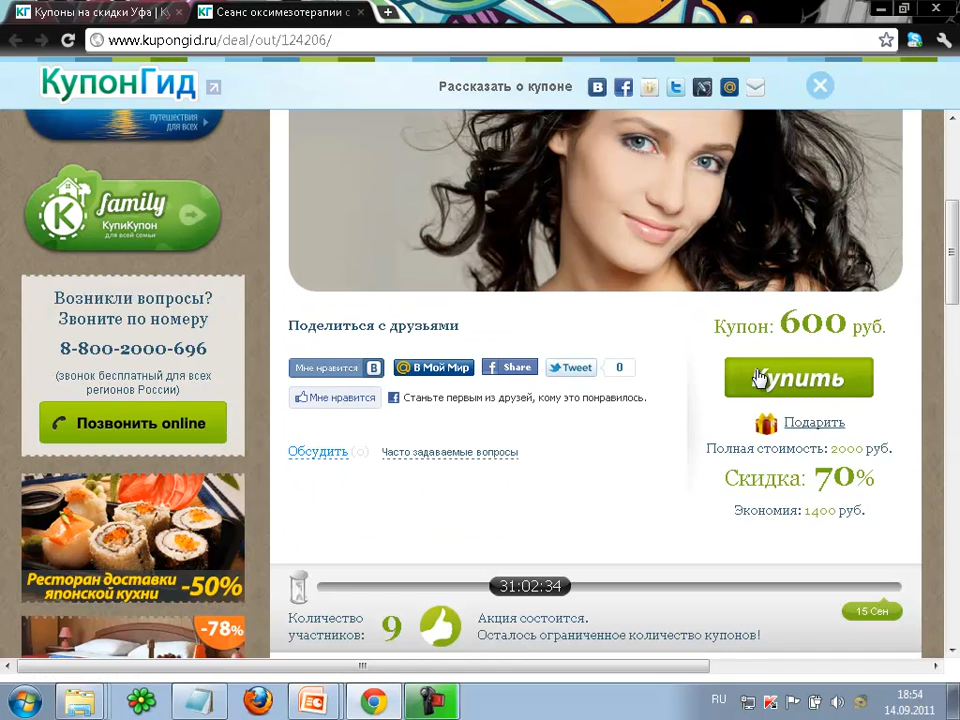 Купоны на скидки Уфа | К
Сеанс оксимезотерапии с
www.kupongid.ru/deal/out/124206/
КупонГид
Рассказать о купоне
путешествия
для всех
family
КупиКупон
для всей семьи
Возникли вопросы?
Звоните по номеру
8-800-2000-696
(звонок бесплатный для всех
регионов России)
Позвонить online
Ресторан доставки
японской кухни -50%
-78%
Поделиться с друзьями
Мне нравится В
В Мой Мир
Share
Tweet 0
Мне нравится
Станьте первым из друзей, кому это понравилось.
Обсудить (0)
Часто задаваемые вопросы
Купон: 600 руб.
Купить
Подарить
Полная стоимость: 2000 руб.
Скидка: 70%
Экономия: 1400 руб.
31:02:34
15 Сен
Количество
участников: 9
Акция состоится.
Осталось ограниченное количество купонов!
RU
18:54
14.09.2011